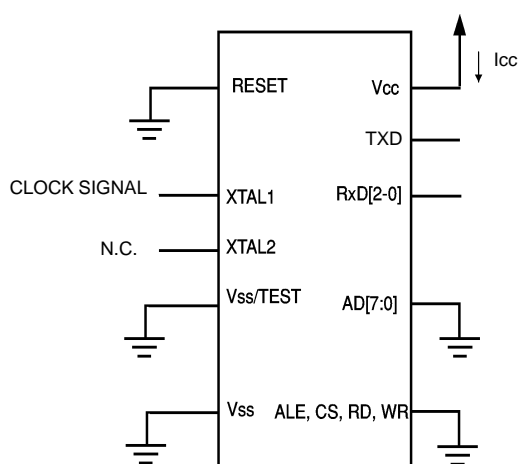 Icc
RESET
Vcc
TXD
CLOCK SIGNAL
XTAL1
RxD[2-0]
N.C.
XTAL2
Vss/TEST
AD[7:0]
Vss
ALE, CS, RD, WR